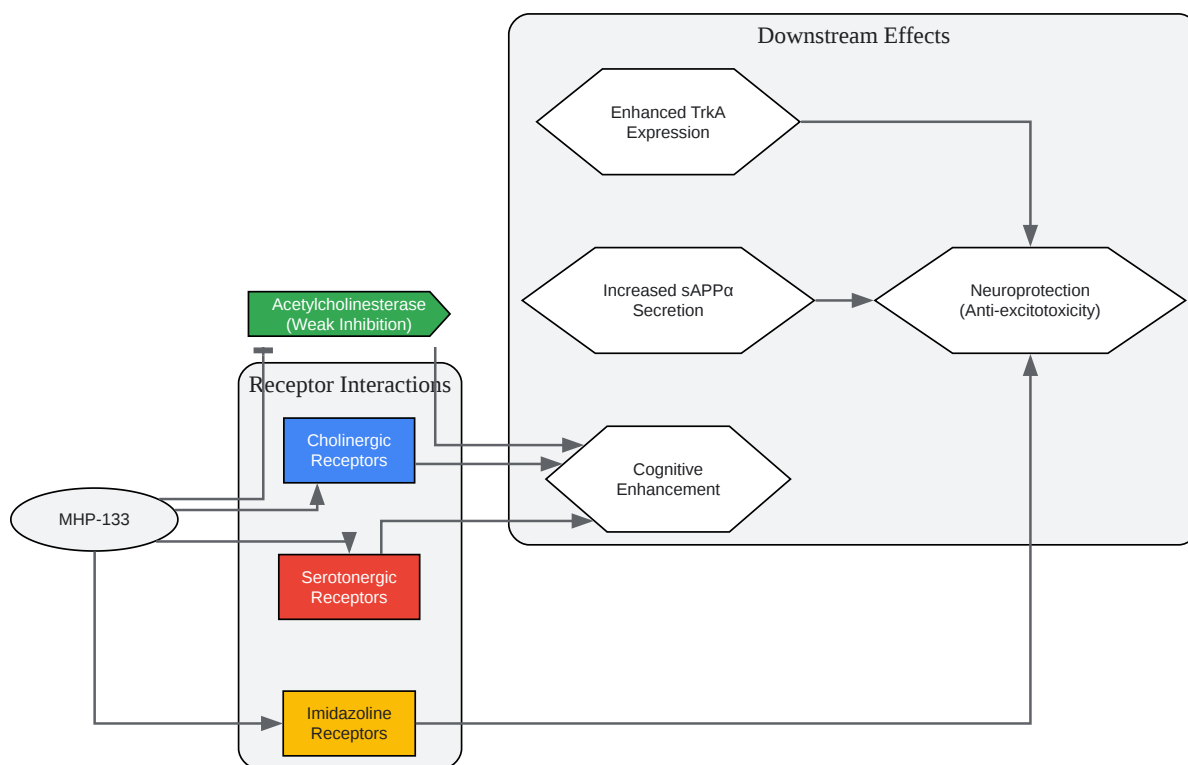 Downstream Effects
Enhanced TrkA
Expression
Increased sAPPα
Secretion
Neuroprotection
(Anti-excitotoxicity)
Acetylcholinesterase
(Weak Inhibition)
Receptor Interactions
Cholinergic
Receptors
Cognitive
Enhancement
MHP-133
Serotonergic
Receptors
Imidazoline
Receptors